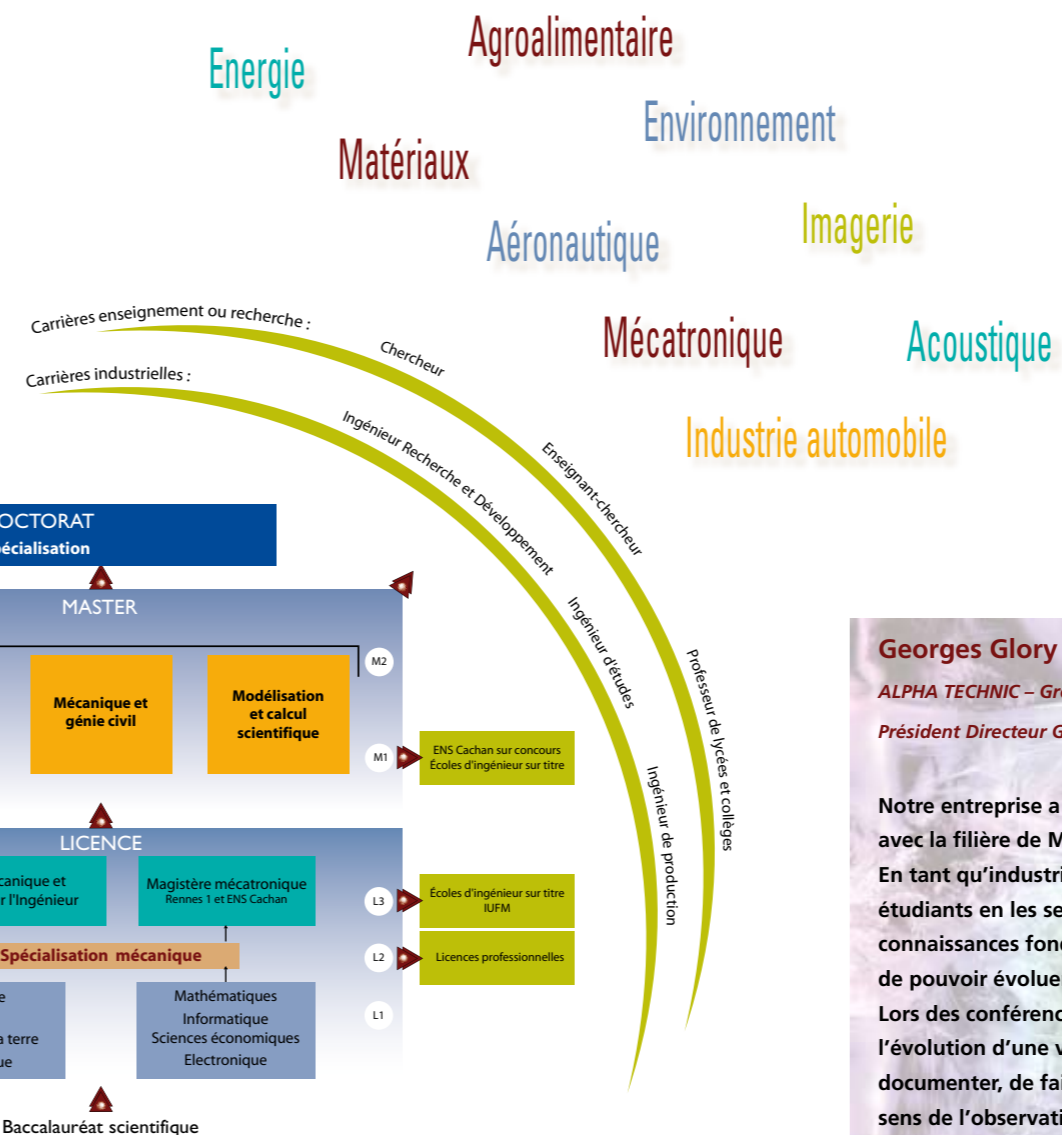 Energie
Agroalimentaire
Environnement
Matériaux
Aéronautique
Imagerie
Mécatronique
Acoustique
Industrie automobile
Carrières enseignement ou recherche :
Chercheur
Enseignant-chercheur
Professeur de lycées et collèges
Carrières industrielles :
Ingénieur Recherche et Développement
Ingénieur d'études
Ingénieur de production
OCTORAT
pécialisation
MASTER
M2
Mécanique et
génie civil
Modélisation
et calcul
scientifique
M1
ENS Cachan sur concours
Écoles d'ingénieur sur titre
LICENCE
canique et
r l'Ingénieur
Magistère mécatronique
Rennes 1 et ENS Cachan
L3
Écoles d'ingénieur sur titre
IUFM
Spécialisation mécanique
L2
Licences professionnelles
e
a terre
ue
Mathématiques
Informatique
Sciences économiques
Electronique
L1
Baccalauréat scientifique
Georges Glory
ALPHA TECHNIC – Gr
Président Directeur G
Notre entreprise a
avec la filière de M
En tant qu'industri
étudiants en les se
connaissances fond
de pouvoir évolue
Lors des conférenc
l'évolution d'une v
documenter, de fai
sens de l'observati